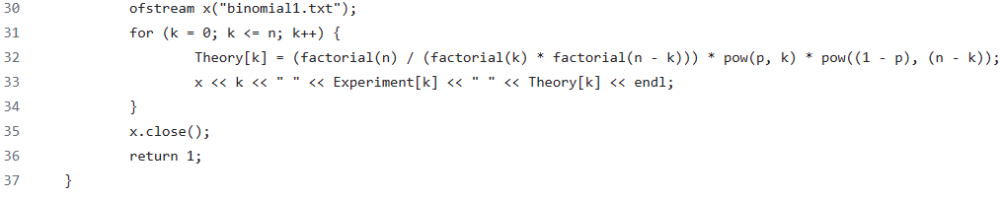 30 ofstream x("binomial1.txt");
31 for (k = 0; k <= n; k++) {
32 Theory[k] = (factorial(n) / (factorial(k) * factorial(n - k))) * pow(p, k) * pow((1 - p), (n - k));
33 x << k << " " << Experiment[k] << " " << Theory[k] << endl;
34 }
35 x.close();
36 return 1;
37 }